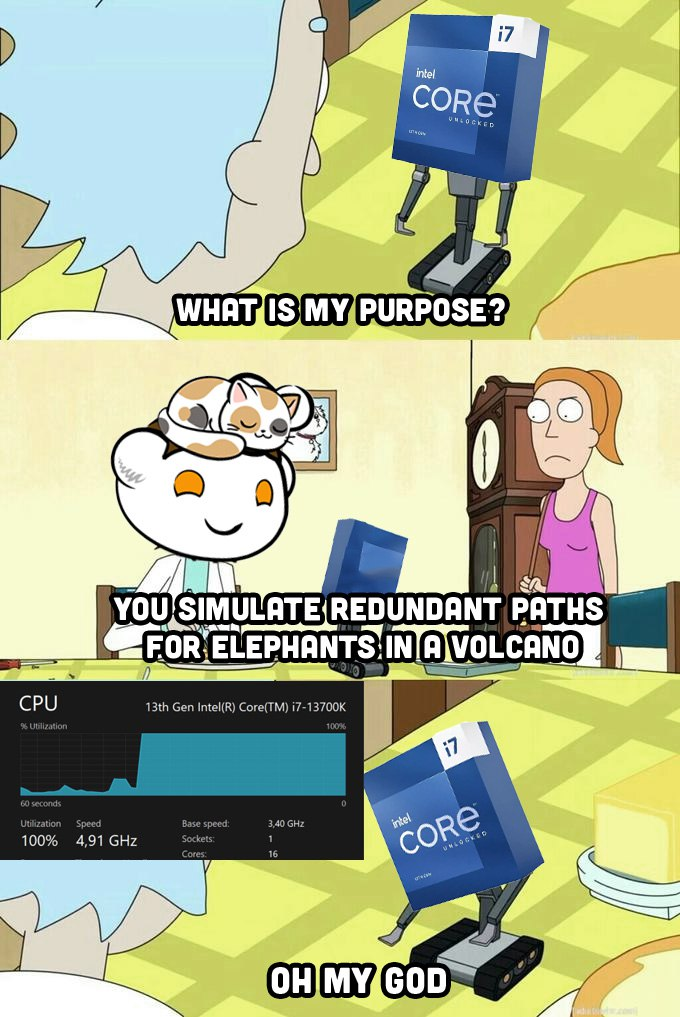 i7
intel
CORE
UNLOCKED
WHAT IS MY PURPOSE?
YOU SIMULATE REDUNDANT PATHS
FOR ELEPHANTS IN A VOLCANO
CPU
13th Gen Intel(R) Core(TM) i7-13700K
% Utilization
100%
60 seconds
0
Utilization
Speed
Base speed:
3,40 GHz
100%
4,91 GHz
Sockets:
1
Cores:
16
i7
intel
CORE
UNLOCKED
OH MY GOD